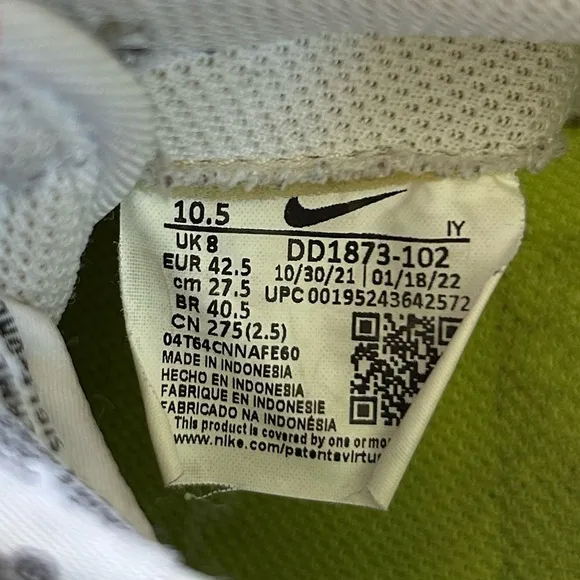 10.5
IY
UK 8
DD1873-102
EUR 42.5
10/30/21 | 01/18/22
cm 27.5
UPC 00195243642572
BR 40.5
CN 275(2.5)
04T64CNNAFE60
MADE IN INDONESIA
HECHO EN INDONESIA
FABRIQUE EN INDONESIE
FABRICADO NA INDONÉSIA
This product is covered by one or
www.nike.com/patents